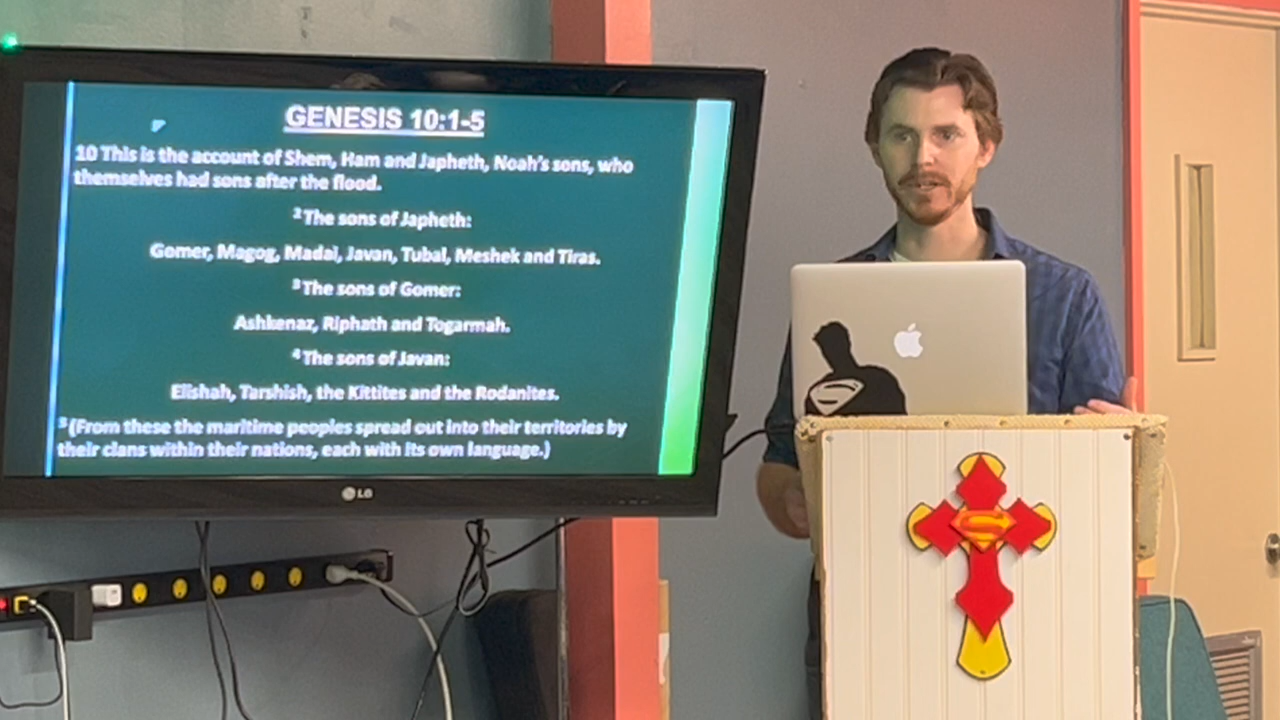 GENESIS 10:1-5
10 This is the account of Shem, Ham and Japheth, Noah's sons, who
themselves had sons after the flood.
2 The sons of Japheth:
Gomer, Magog, Madai, Javan, Tubal, Meshek and Tiras.
3 The sons of Gomer:
Ashkenaz, Riphath and Togarmah.
4 The sons of Javan:
Elishah, Tarshish, the Kittites and the Rodanites.
5 (From these the maritime peoples spread out into their territories by
their clans within their nations, each with its own language.)
LG